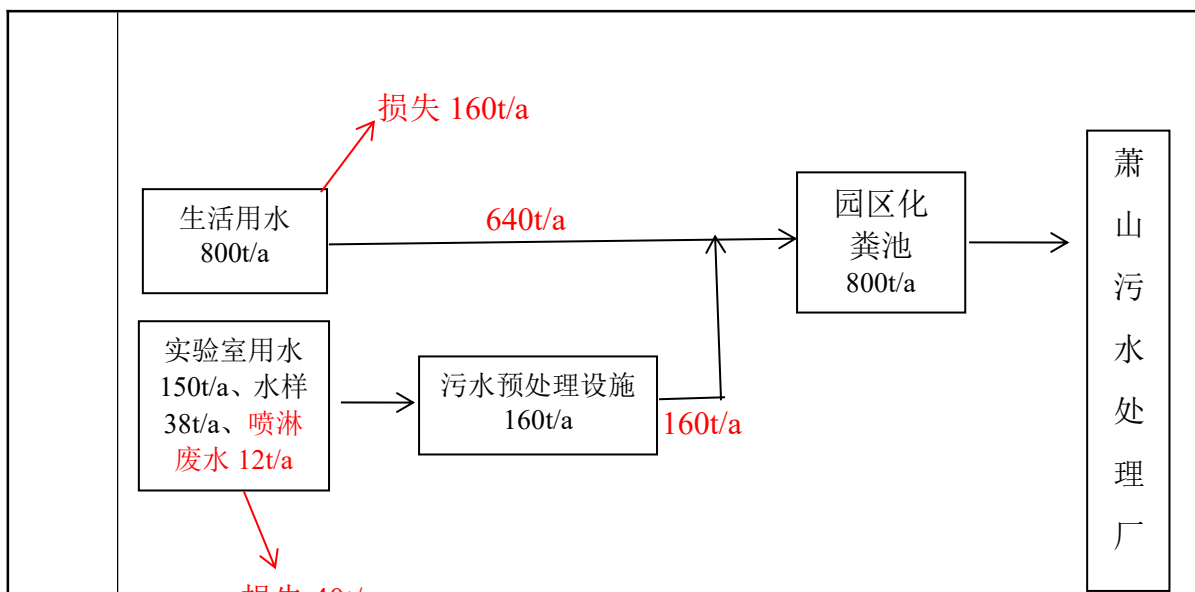 损失 160t/a
生活用水
800t/a
640t/a
园区化
粪池
800t/a
萧
山
污
水
处
理
厂
实验室用水
150t/a、水样
38t/a、喷淋
废水 12t/a
污水预处理设施
160t/a
160t/a